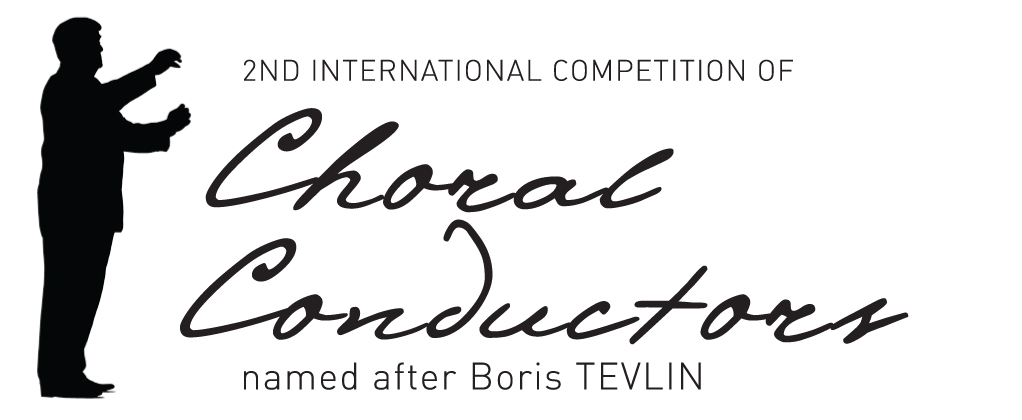 2ND INTERNATIONAL COMPETITION OF
Choral
Conductors
named after Boris TEVLIN